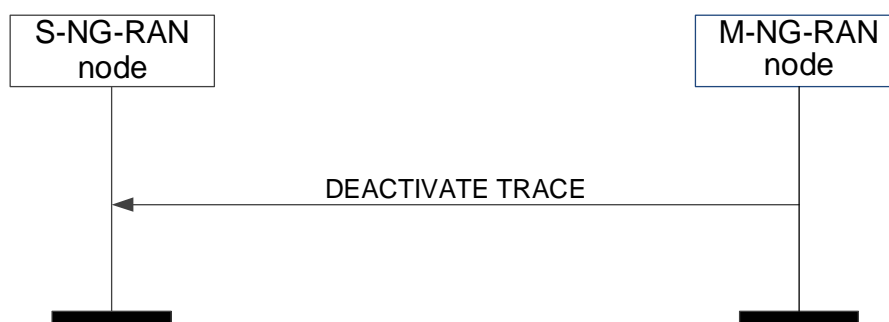 S-NG-RAN
node
M-NG-RAN
node
DEACTIVATE TRACE